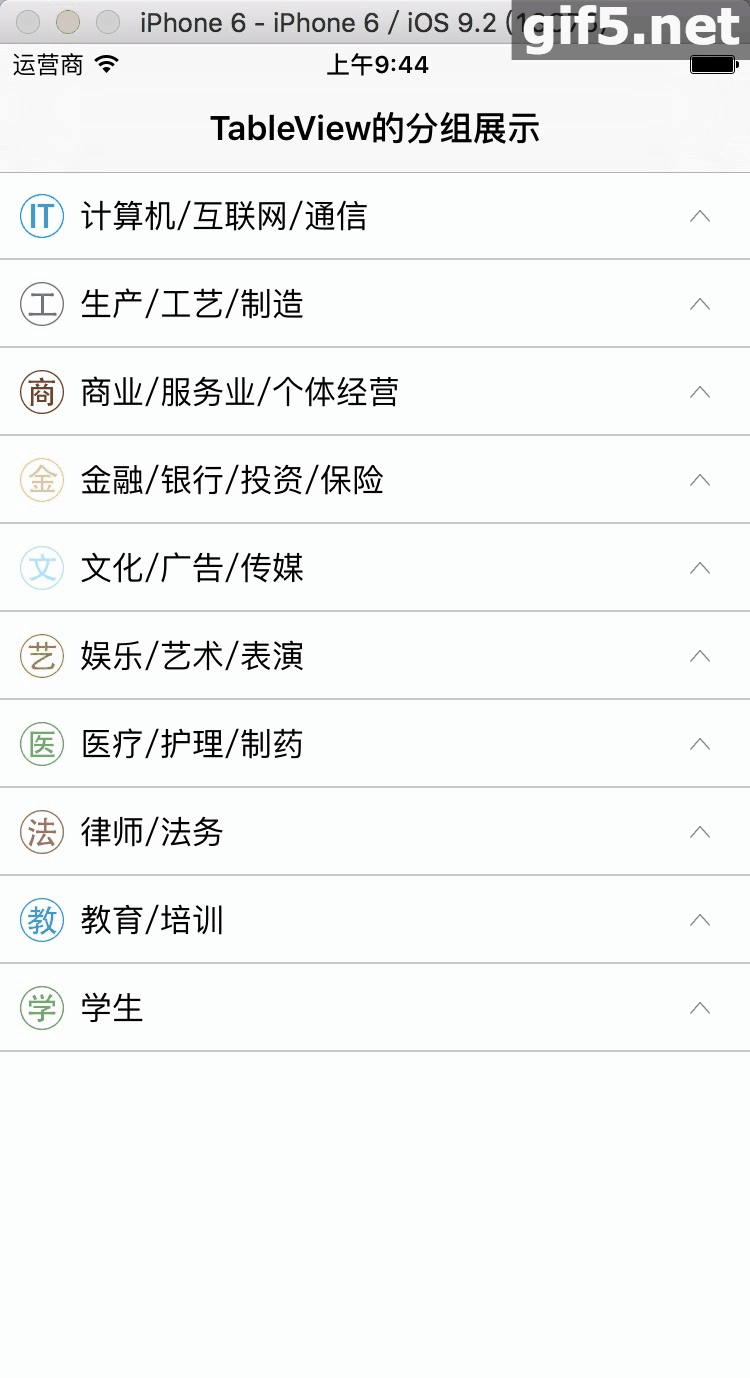 iPhone 6 - iPhone 6 / iOS 9.2
gif5.net
运营商
上午9:44
TableView的分组展示
IT 计算机/互联网/通信
工 生产/工艺/制造
商 商业/服务业/个体经营
金 金融/银行/投资/保险
文 文化/广告/传媒
艺 娱乐/艺术/表演
医 医疗/护理/制药
法 律师/法务
教 教育/培训
学 学生